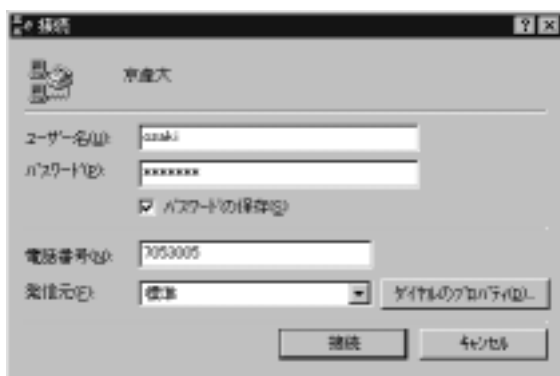 接続
京産大
ユーザー名(U):
ozaki
パスワード(P):
*******
パスワードの保存(S)
電話番号(N):
7053005
発信元(F):
標準
ダイヤルのプロパティ(D)...
接続
キャンセル